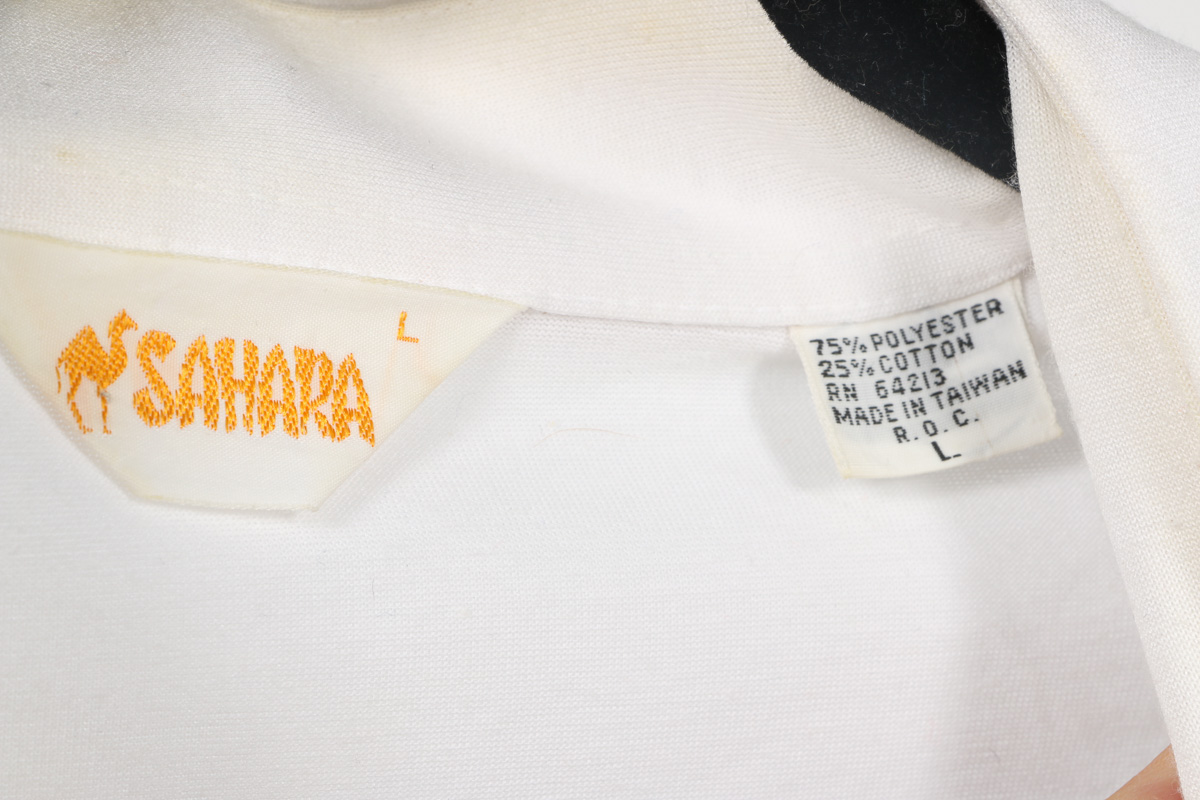 SAHARA
L
75% POLYESTER
25% COTTON
RN 64213
MADE IN TAIWAN
R.O.C.
L